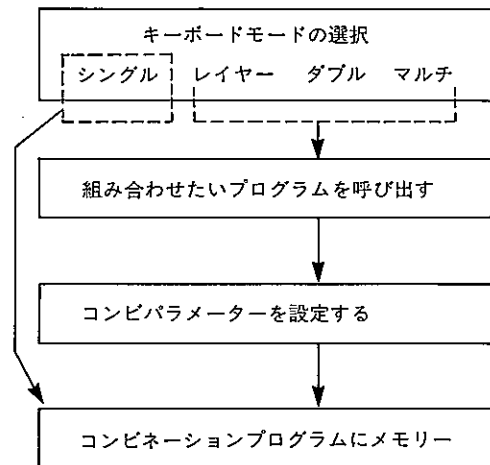 キーボードモードの選択
シングル レイヤー ダブル マルチ
組み合わせたいプログラムを呼び出す
コンビパラメーターを設定する
コンビネーションプログラムにメモリー